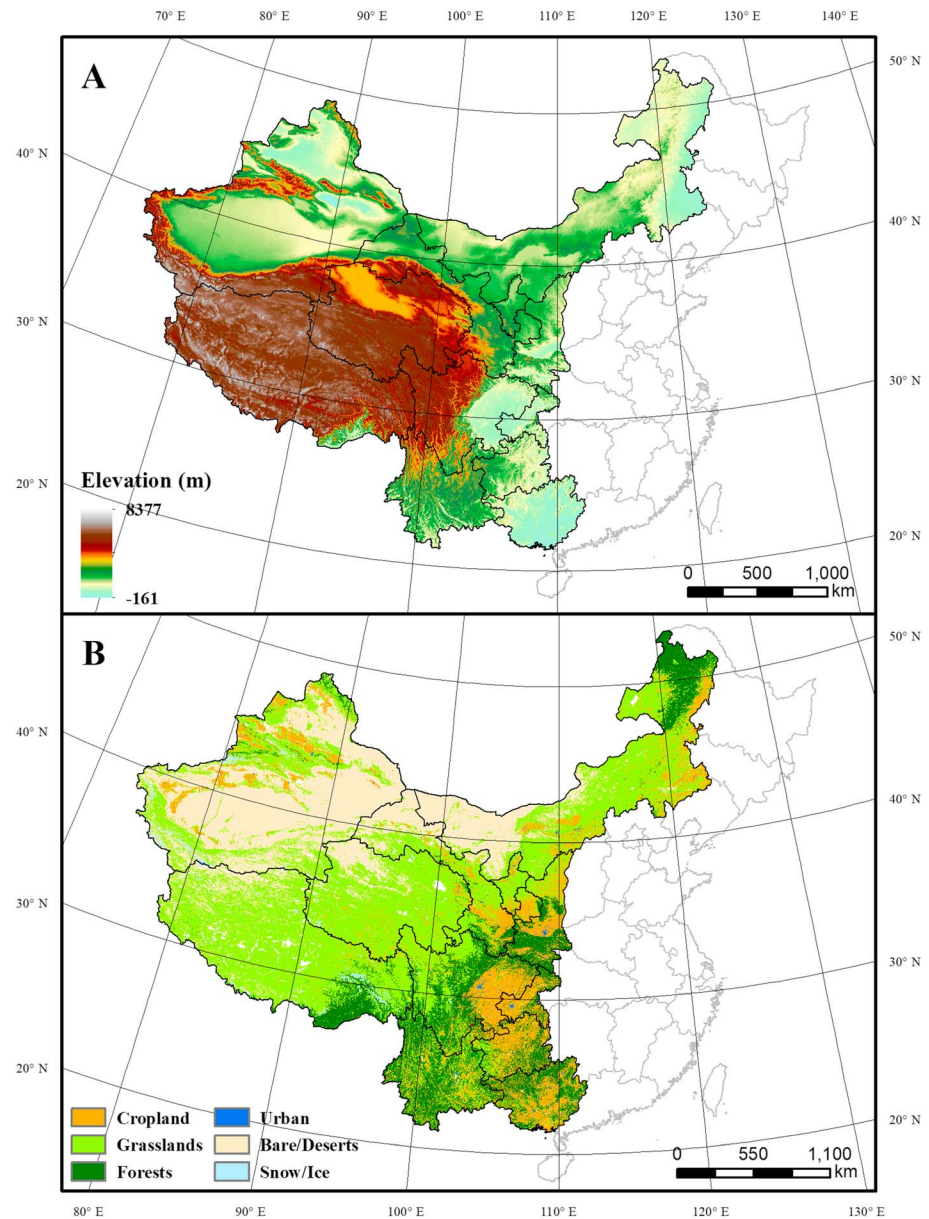 70° E 80° E 90° E 100° E 110° E 120° E 130° E 140° E
A
50° N
40° N
40° N
30° N
30° N
20° N
20° N
Elevation (m)
8377
-161
0 500 1,000
km
B
50° N
40° N
40° N
30° N
30° N
20° N
20° N
Cropland Urban
Grasslands Bare/Deserts
Forests Snow/Ice
0 550 1,100
km
80° E 90° E 100° E 110° E 120° E 130° E